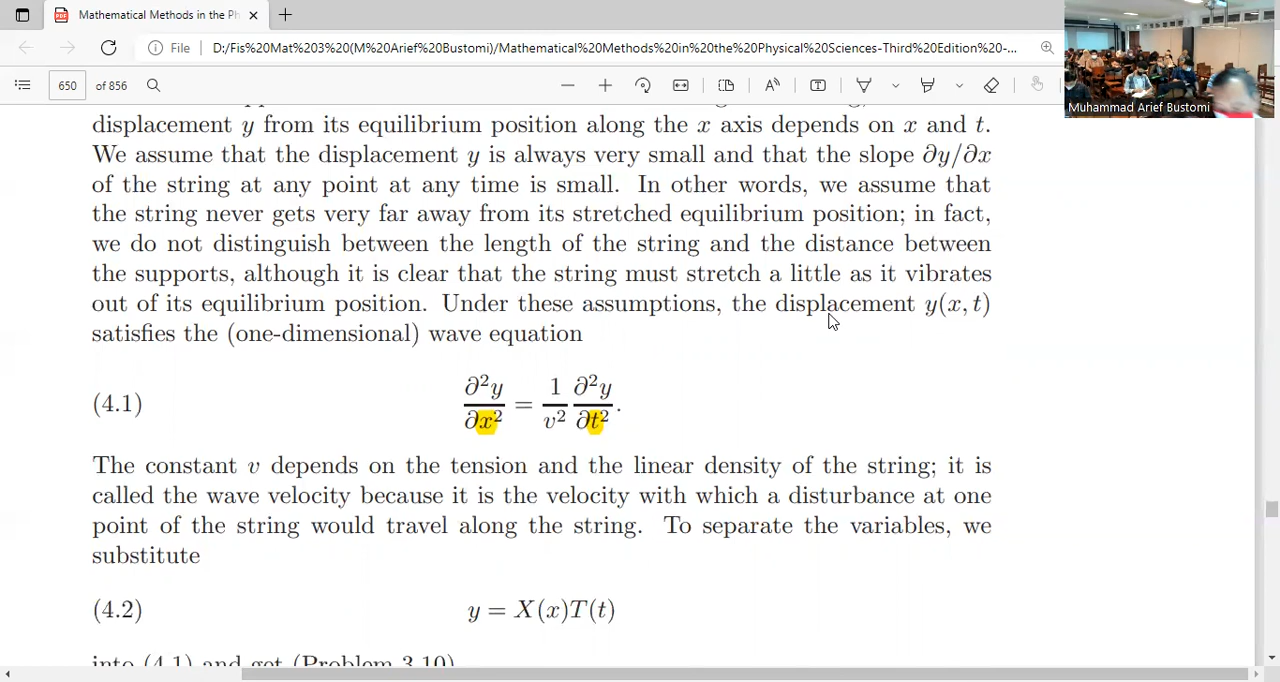 Mathematical Methods in the Ph
File D:/Fis%20Mat%203%20(M%20Arief%20Bustomi)/Mathematical%20Methods%20in%20the%20Physical%20Sciences-Third%20Edition%20-...
650 of 856
Muhammad Arief Bustomi
displacement y from its equilibrium position along the x axis depends on x and t.
We assume that the displacement y is always very small and that the slope ∂y/∂x
of the string at any point at any time is small. In other words, we assume that
the string never gets very far away from its stretched equilibrium position; in fact,
we do not distinguish between the length of the string and the distance between
the supports, although it is clear that the string must stretch a little as it vibrates
out of its equilibrium position. Under these assumptions, the displacement y(x, t)
satisfies the (one-dimensional) wave equation
(4.1) ∂²y/∂x² = 1/v² ∂²y/∂t².
The constant v depends on the tension and the linear density of the string; it is
called the wave velocity because it is the velocity with which a disturbance at one
point of the string would travel along the string. To separate the variables, we
substitute
(4.2) y = X(x)T(t)
into (4.1) and get (Problem 3.10)